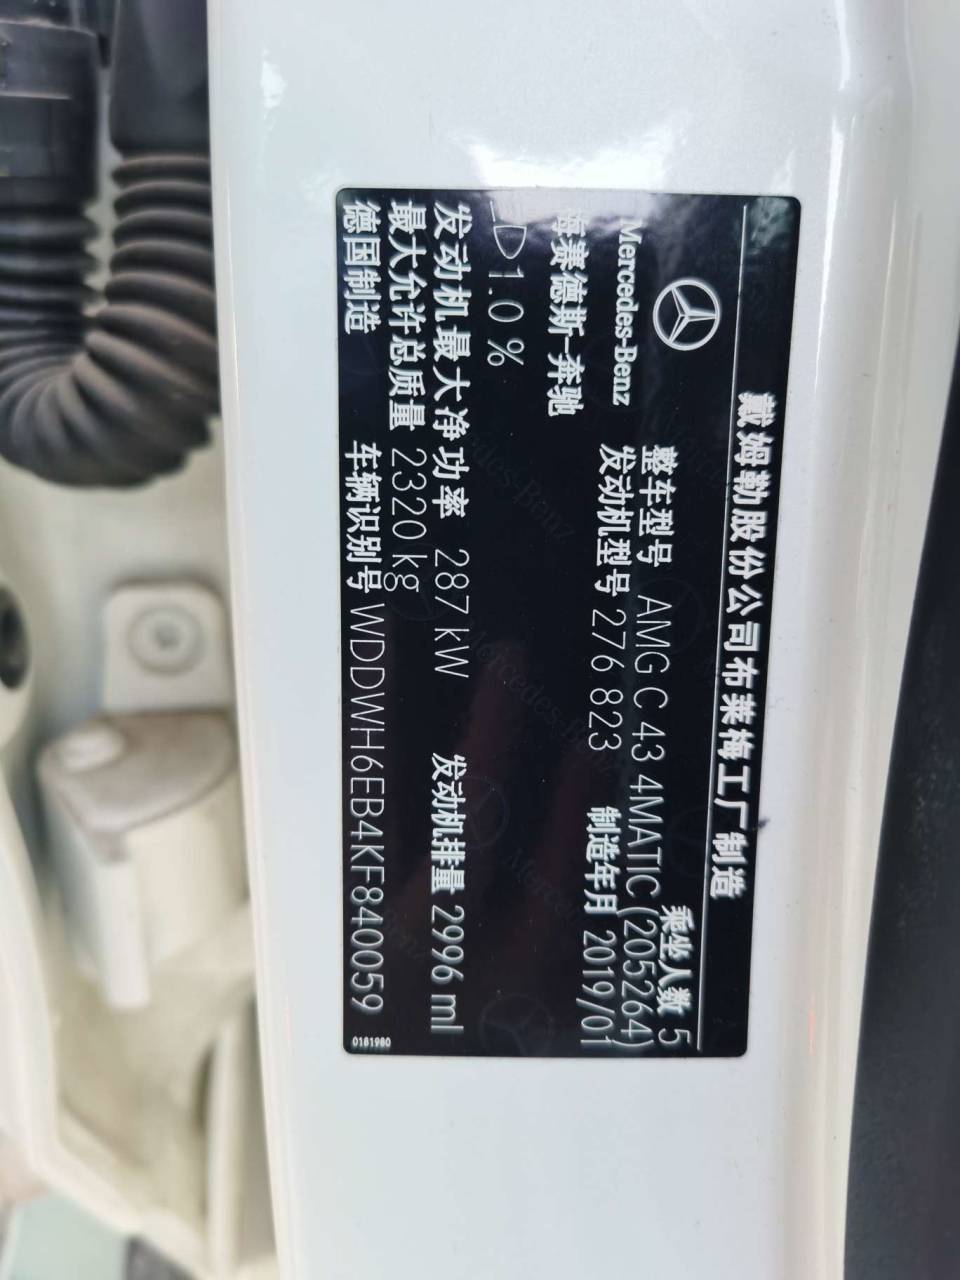 戴姆勒股份公司布莱梅工厂制造
乘坐人数 5
整车型号 AMG C 43 4MATIC (205264)
Mercedes-Benz
发动机型号 276 823 制造年月 2019/01
梅赛德斯-奔驰
1.0 %
发动机最大净功率 287 kW 发动机排量 2996 ml
最大允许总质量 2320 kg
德国制造 车辆识别号 WDDWH6EB4KF840059
0181980